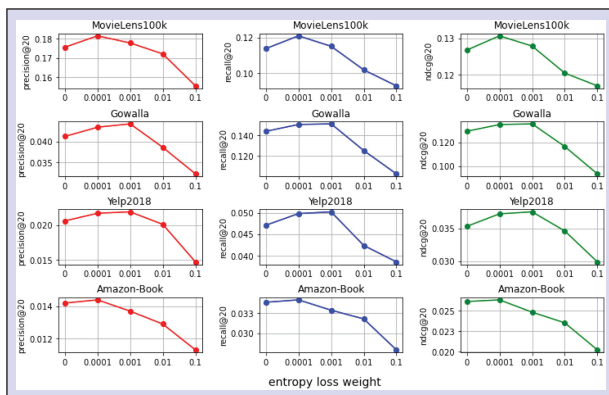 MovieLens100k MovieLens100k MovieLens100k
precision@20 0.18 0.17 0.16 recall@20 0.12 0.10 ndcg@20 0.13 0.12
0 0.0001 0.001 0.01 0.1 0 0.0001 0.001 0.01 0.1 0 0.0001 0.001 0.01 0.1
Gowalla Gowalla Gowalla
precision@20 0.040 0.035 recall@20 0.140 0.120 ndcg@20 0.120 0.100
0 0.0001 0.001 0.01 0.1 0 0.0001 0.001 0.01 0.1 0 0.0001 0.001 0.01 0.1
Yelp2018 Yelp2018 Yelp2018
precision@20 0.020 0.015 recall@20 0.050 0.045 0.040 ndcg@20 0.035 0.030
0 0.0001 0.001 0.01 0.1 0 0.0001 0.001 0.01 0.1 0 0.0001 0.001 0.01 0.1
Amazon-Book Amazon-Book Amazon-Book
precision@20 0.014 0.012 recall@20 0.033 0.030 ndcg@20 0.025 0.023 0.020
0 0.0001 0.001 0.01 0.1 0 0.0001 0.001 0.01 0.1 0 0.0001 0.001 0.01 0.1
entropy loss weight